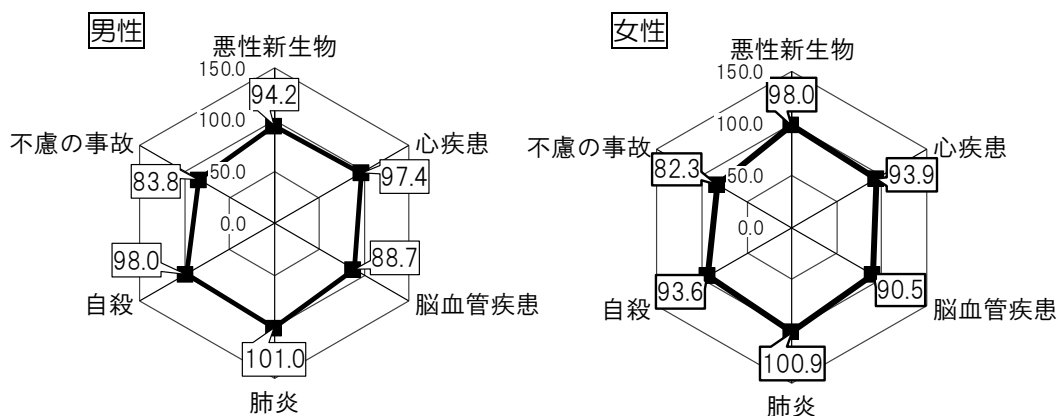 男性
悪性新生物
150.0
100.0
50.0
0.0
94.2
心疾患
97.4
脳血管疾患
88.7
肺炎
101.0
自殺
98.0
不慮の事故
83.8
女性
悪性新生物
150.0
100.0
50.0
0.0
98.0
心疾患
93.9
脳血管疾患
90.5
肺炎
100.9
自殺
93.6
不慮の事故
82.3